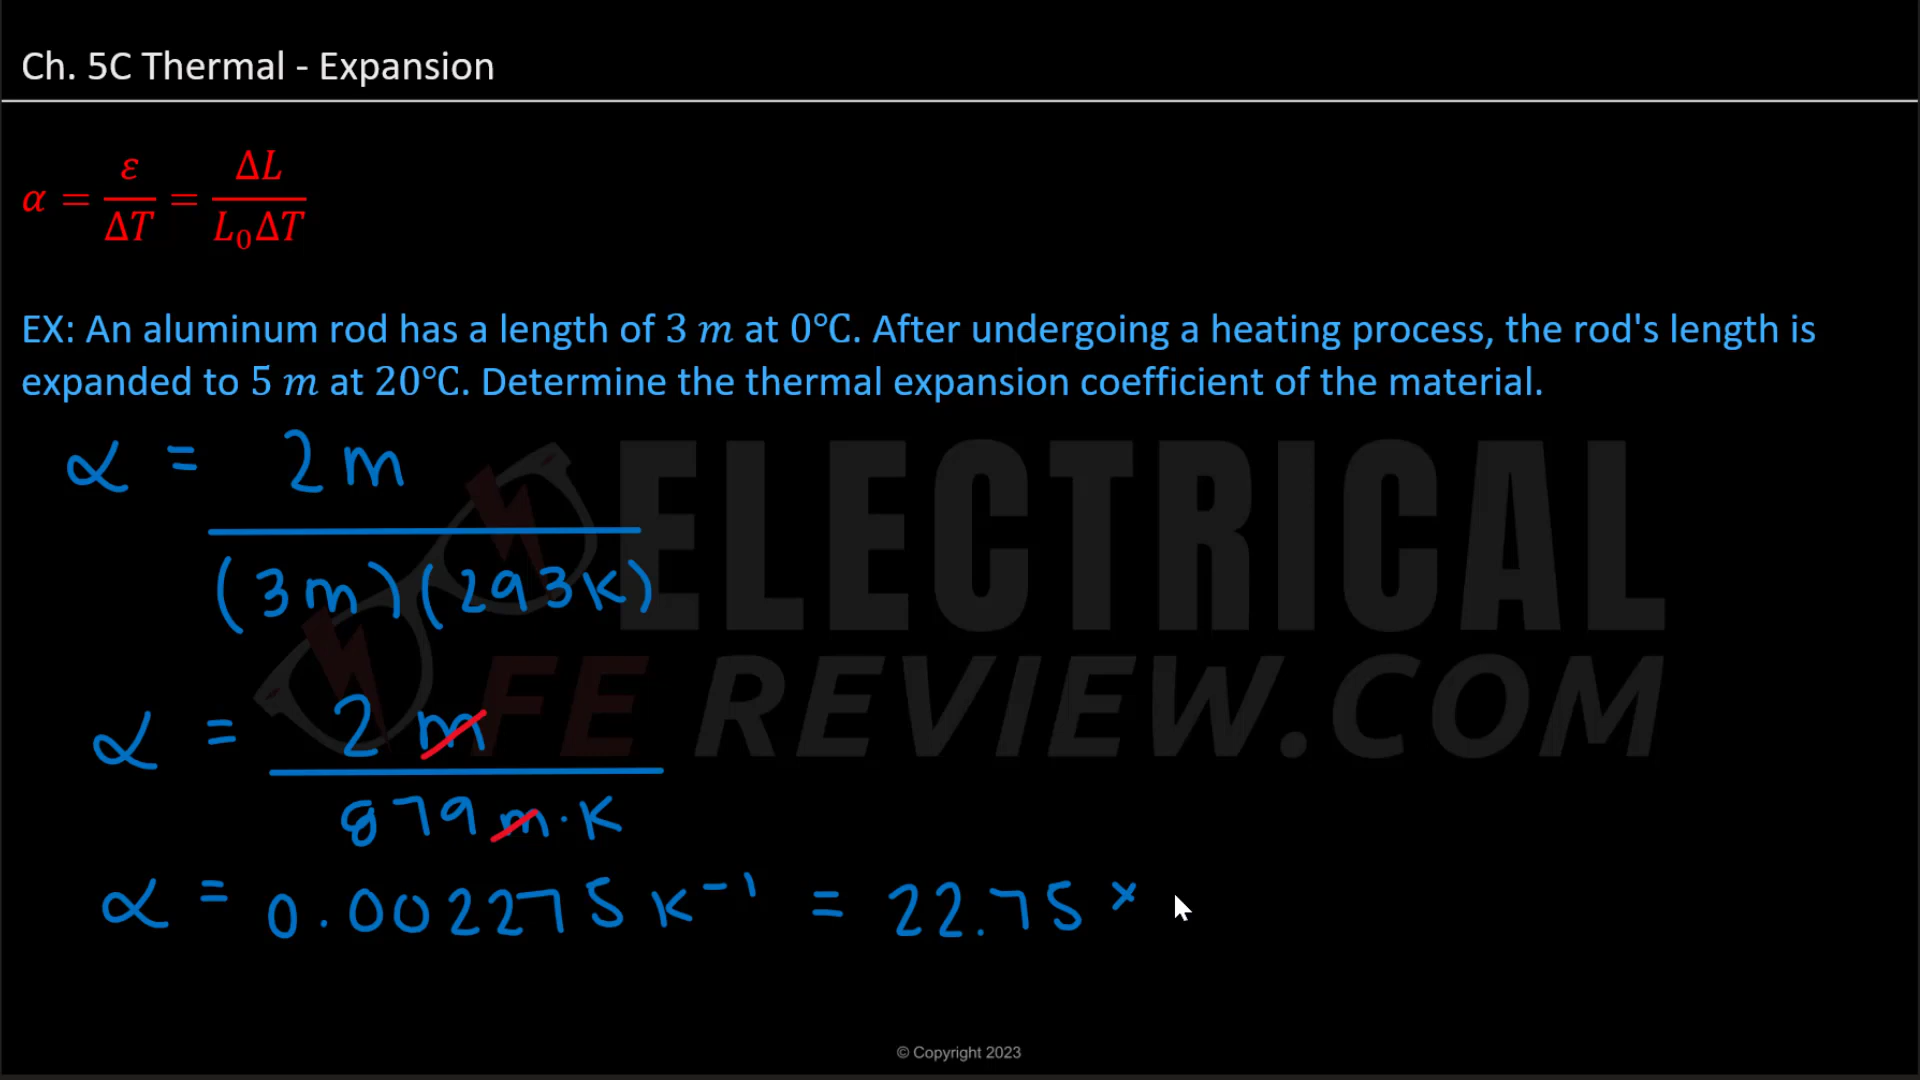 Ch. 5C Thermal - Expansion
α = ε/ΔT = ΔL/L₀ΔT
EX: An aluminum rod has a length of 3 m at 0°C. After undergoing a heating process, the rod's length is
expanded to 5 m at 20°C. Determine the thermal expansion coefficient of the material.
α = 2 m
(3m)(293K)
ELECTRICAL
FE REVIEW.COM
α = 2 m
879 m·K
α = 0.002275 K⁻¹ = 22.75 ×
© Copyright 2023